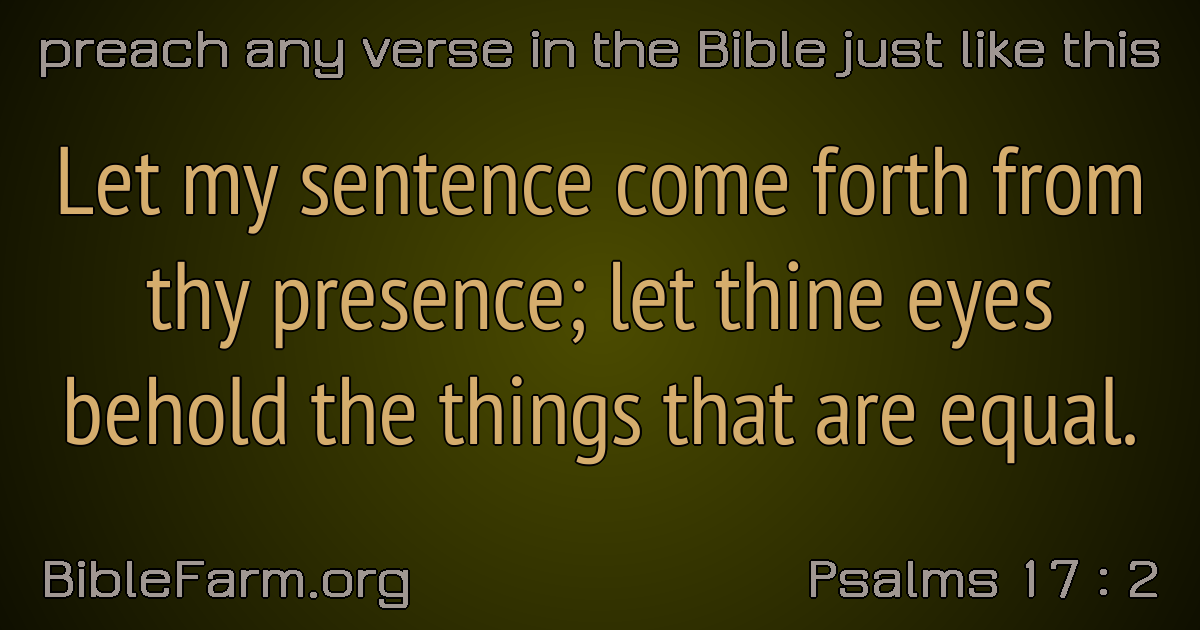 preach any verse in the Bible just like this
Let my sentence come forth from
thy presence; let thine eyes
behold the things that are equal.
BibleFarm.org
Psalms 17 : 2